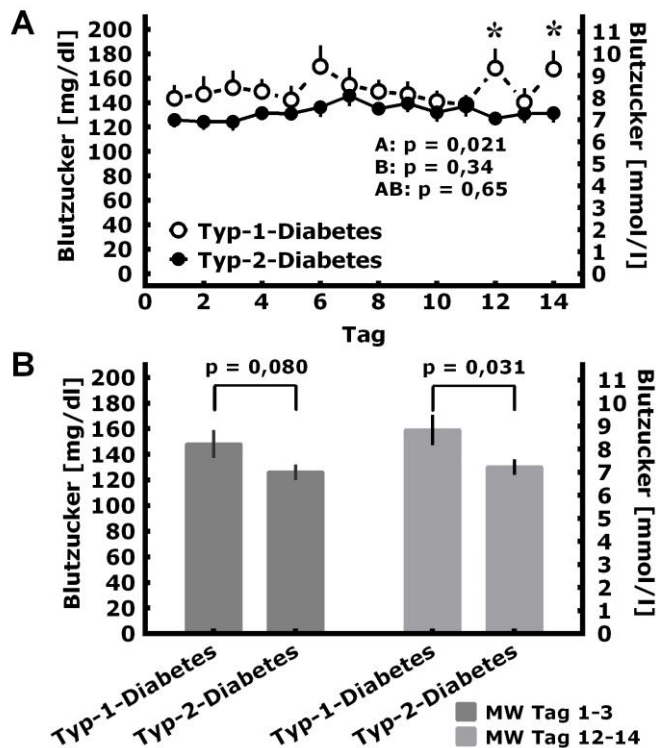 A
Blutzucker [mg/dl]
200
180
160
140
120
100
80
60
40
20
0
* *
A: p = 0,021
B: p = 0,34
AB: p = 0,65
Typ-1-Diabetes
Typ-2-Diabetes
11
10
9
8
7
6
5
4
3
2
1
0
Blutzucker [mmol/l]
0 2 4 6 8 10 12 14
Tag
B
Blutzucker [mg/dl]
200
180
160
140
120
100
80
60
40
20
0
p = 0,080
p = 0,031
11
10
9
8
7
6
5
4
3
2
1
0
Blutzucker [mmol/l]
Typ-1-Diabetes
Typ-2-Diabetes
Typ-1-Diabetes
Typ-2-Diabetes
MW Tag 1-3
MW Tag 12-14